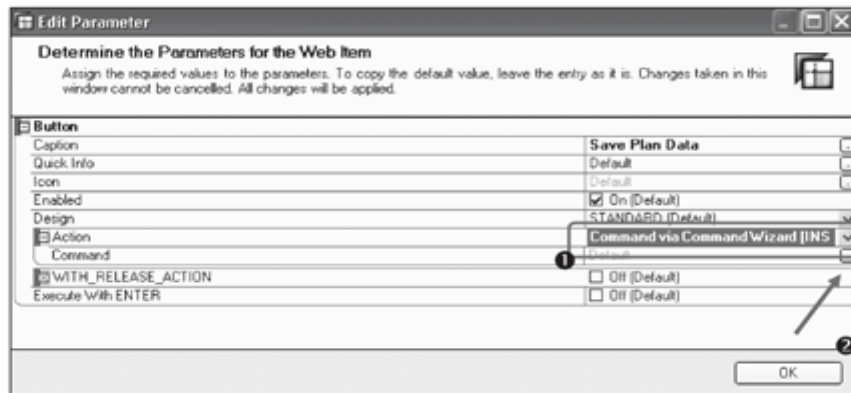 Edit Parameter
Determine the Parameters for the Web Item
Assign the required values to the parameters. To copy the default value, leave the entry as it is. Changes taken in this
window cannot be cancelled. All changes will be applied.
Button
Caption Save Plan Data
Quick Info Default
Icon Default
Enabled On (Default)
Design STANDARD (Default)
Action Command via Command Wizard [INS
Command Default
WITH_RELEASE_ACTION Off (Default)
Execute With ENTER Off (Default)
❶
❷
OK